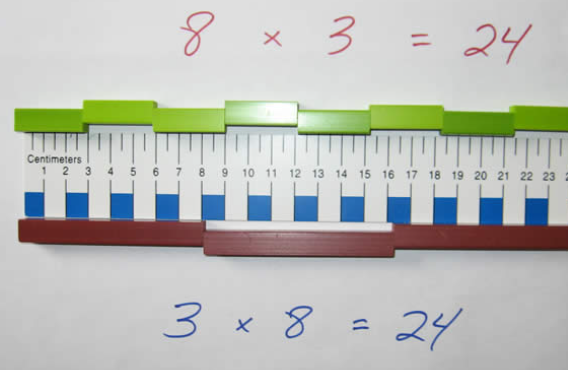 8 × 3 = 24
Centimeters
1 2 3 4 5 6 7 8 9 10 11 12 13 14 15 16 17 18 19 20 21 22 23
3 × 8 = 24